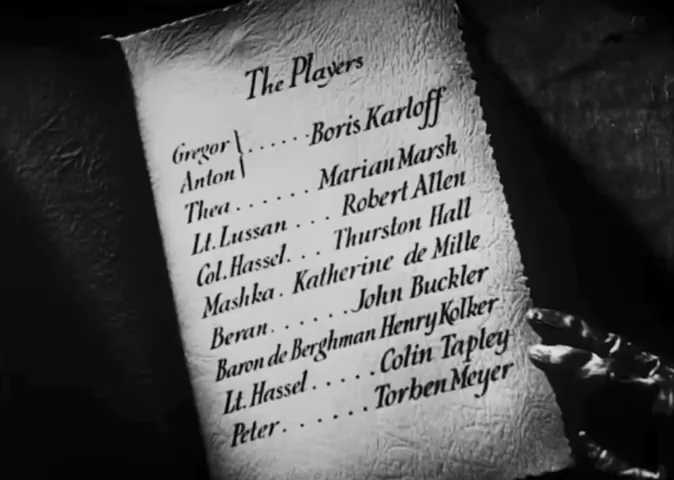 The Players
Gregor } ...... Boris Karloff
Anton
Thea ...... Marian Marsh
Lt. Lussan ... Robert Allen
Col. Hassel ... Thurston Hall
Mashka . Katherine de Mille
Beran ...... John Buckler
Baron de Berghman Henry Kolker
Lt. Hassel ..... Colin Tapley
Peter ...... Torben Meyer